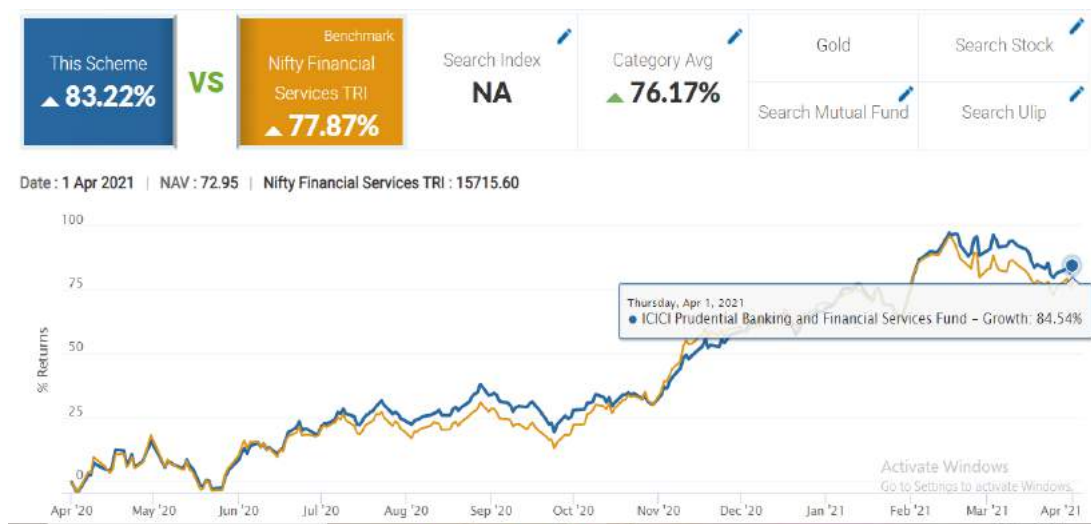 This Scheme
83.22%
VS
Benchmark
Nifty Financial
Services TRI
77.87%
Search Index
NA
Category Avg
76.17%
Gold
Search Stock
Search Mutual Fund
Search Ulip
Date : 1 Apr 2021 | NAV : 72.95 | Nifty Financial Services TRI : 15715.60
% Returns
100
75
50
25
0
Thursday, Apr 1, 2021
ICICI Prudential Banking and Financial Services Fund - Growth: 84.54%
Activate Windows
Go to Settings to activate Windows.
Apr '20 May '20 Jun '20 Jul '20 Aug '20 Sep '20 Oct '20 Nov '20 Dec '20 Jan '21 Feb '21 Mar '21 Apr '21